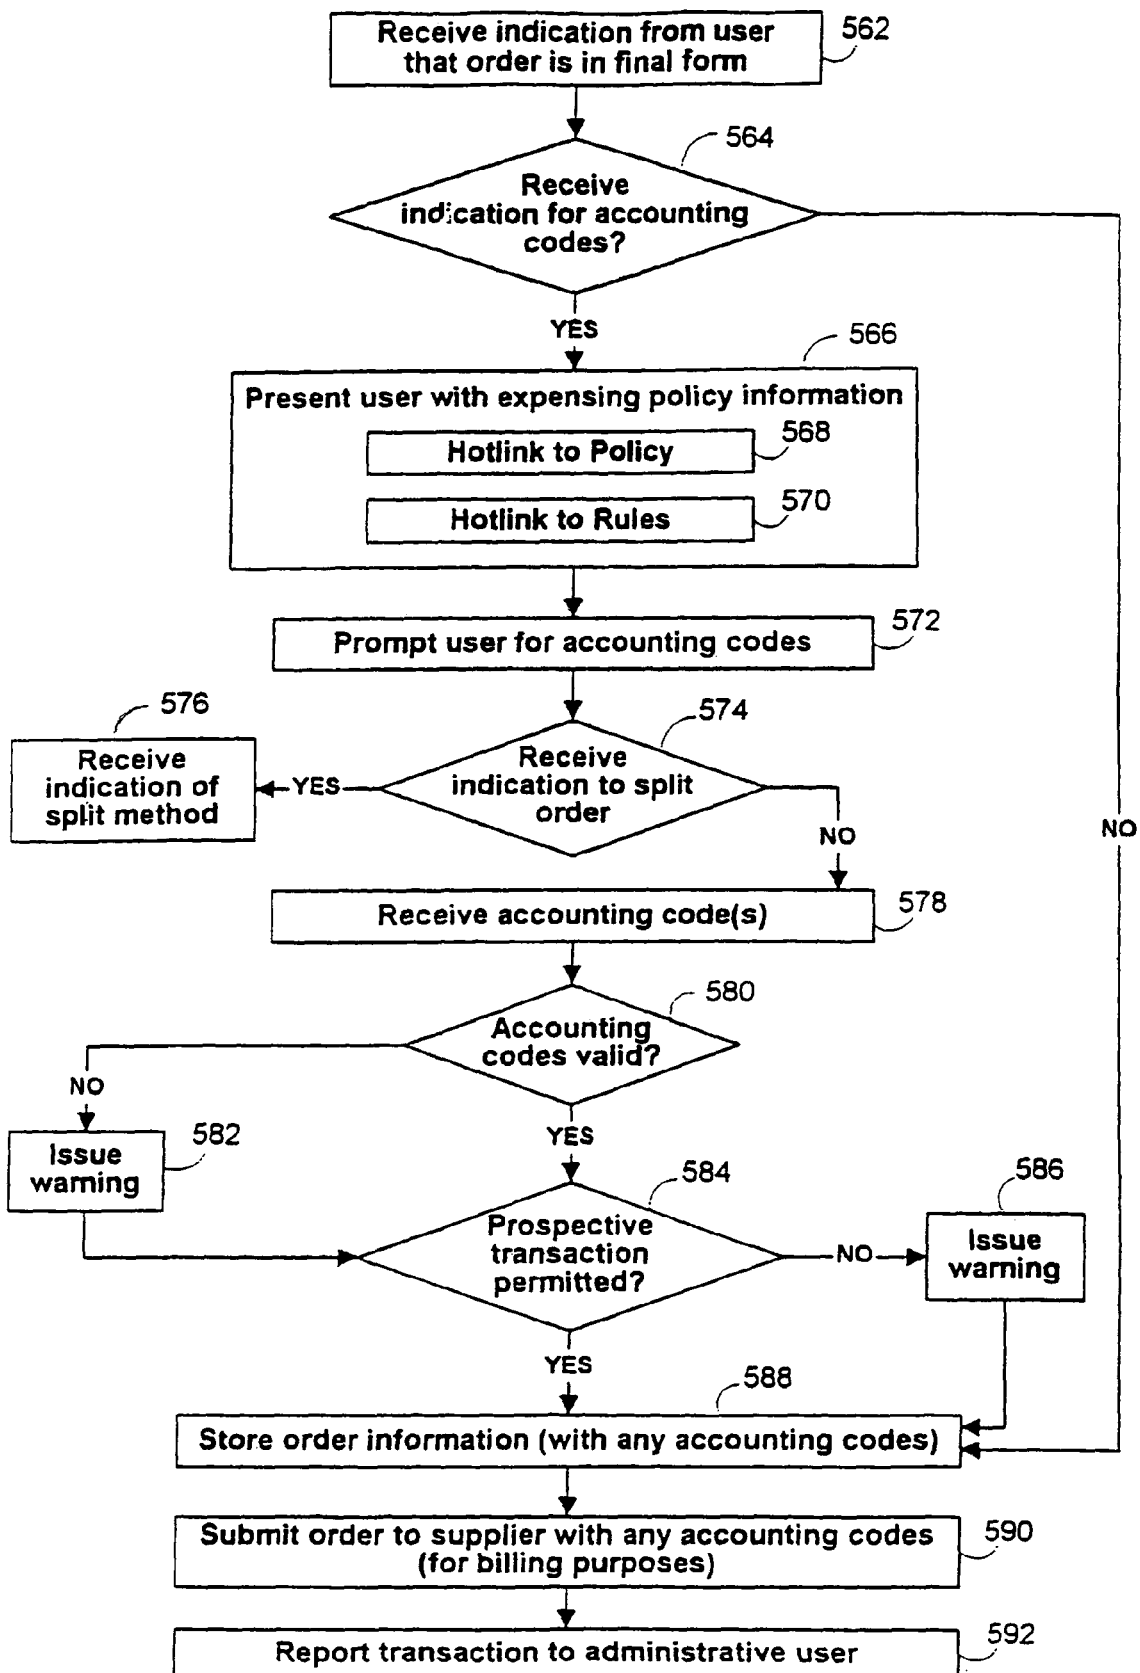 Receive indication from user
that order is in final form
562
564
Receive
indication for accounting
codes?
YES
566
Present user with expensing policy information
Hotlink to Policy
568
Hotlink to Rules
570
Prompt user for accounting codes
572
576
574
Receive
indication of
split method
YES
Receive
indication to split
order
NO
NO
Receive accounting code(s)
578
580
Accounting
codes valid?
NO
YES
582
Issue
warning
584
586
Prospective
transaction
permitted?
NO
Issue
warning
YES
588
Store order information (with any accounting codes)
Submit order to supplier with any accounting codes
(for billing purposes)
590
Report transaction to administrative user
592